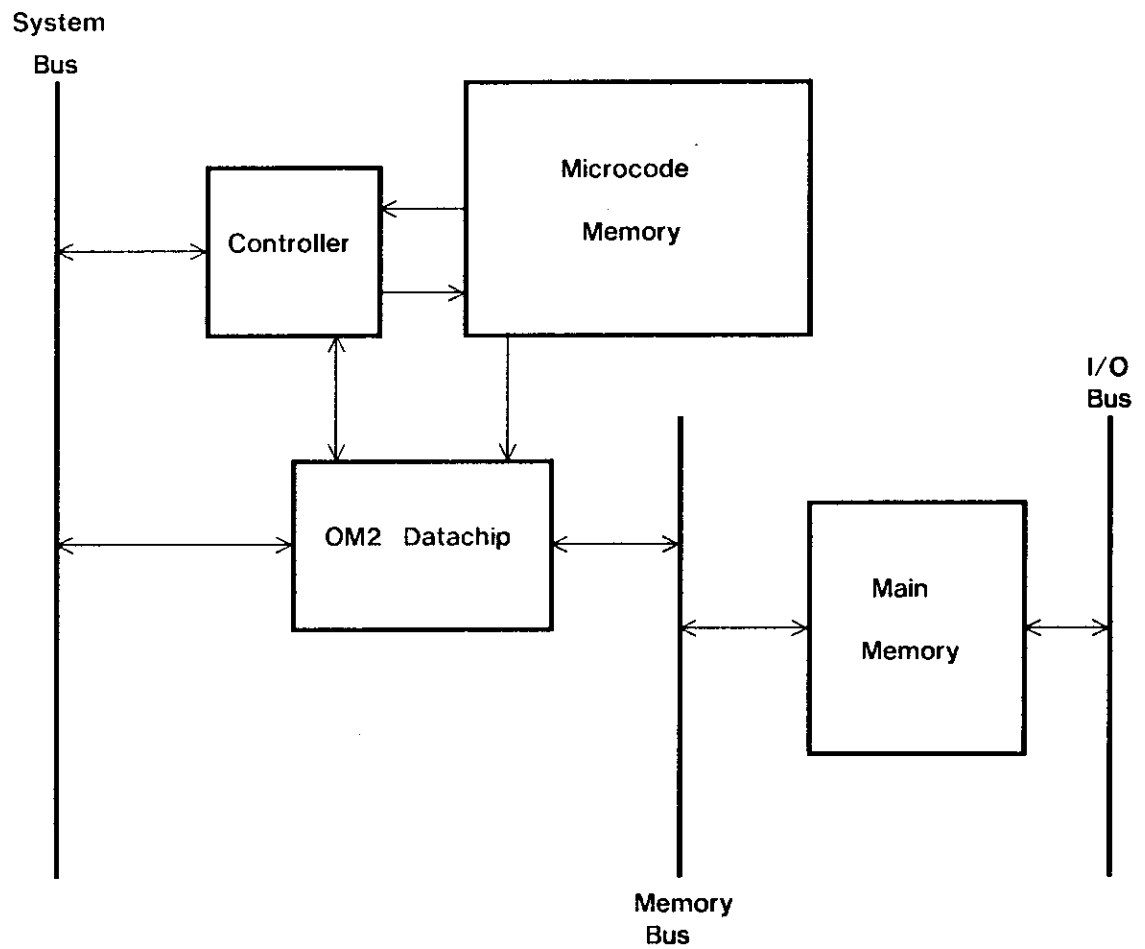 System
Bus
Microcode
Memory
Controller
I/O
Bus
OM2 Datachip
Main
Memory
Memory
Bus